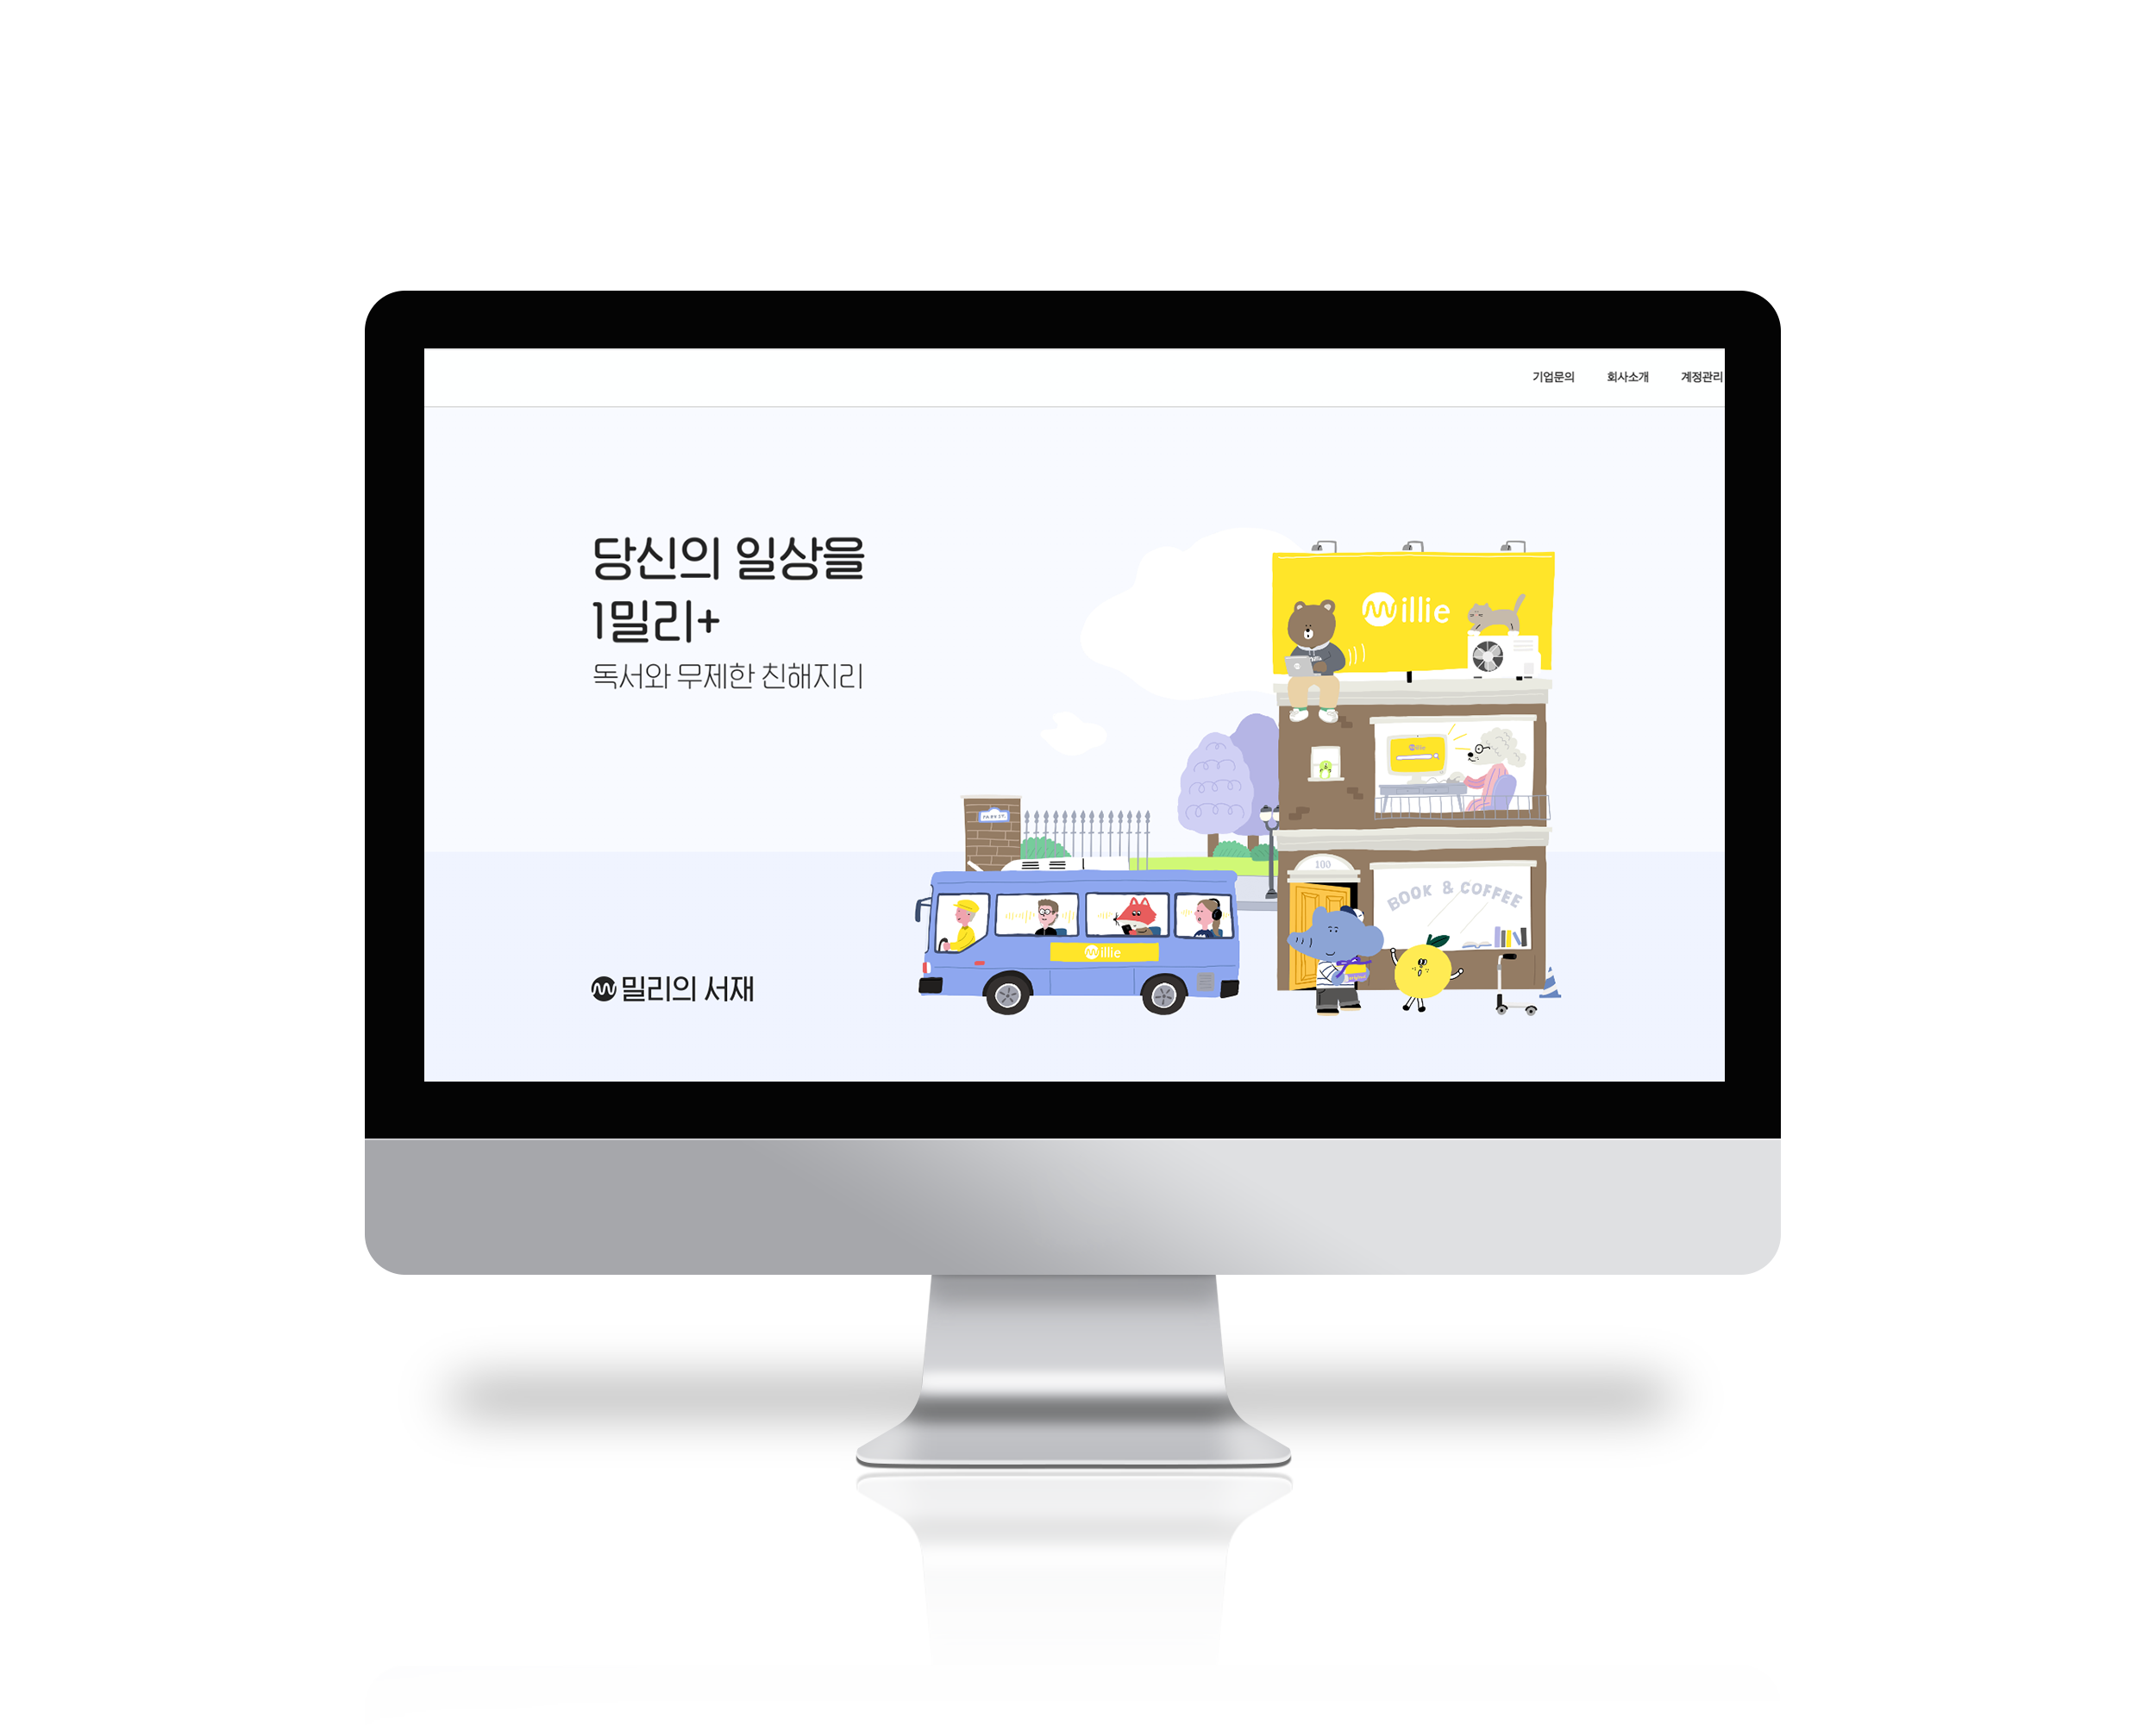 기업문의 회사소개 계정관리
당신의 일상을
1밀리+
독서와 무제한 친해지리
millie
millie
100
BOOK & COFFEE
millie
밀리의 서재